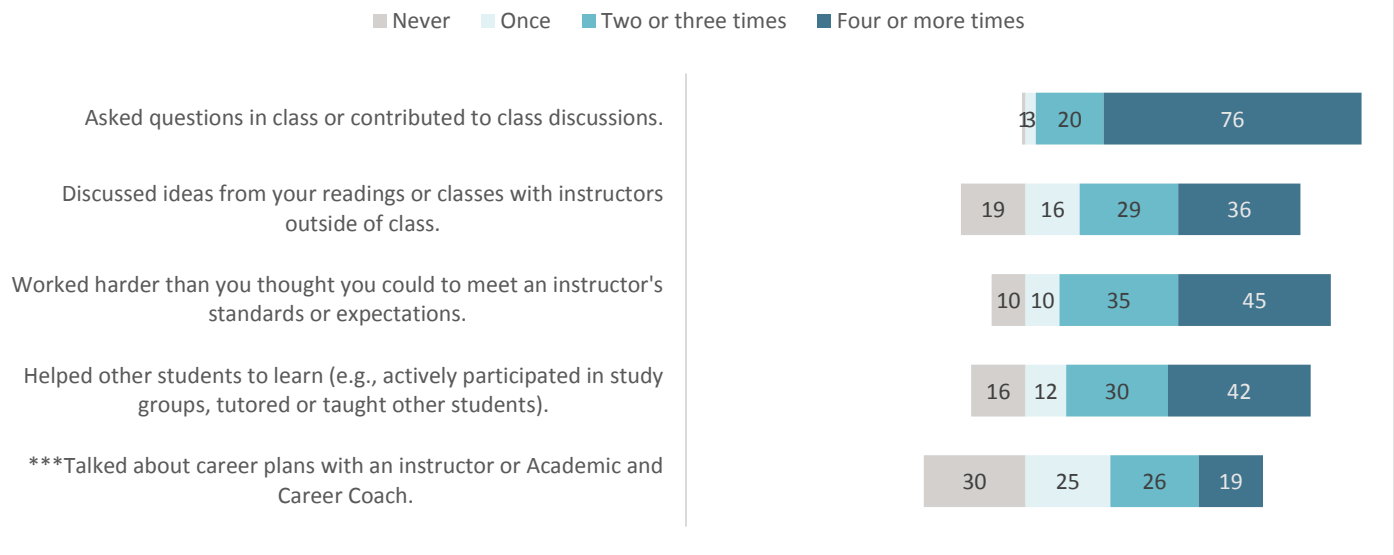 Never Once Two or three times Four or more times
Asked questions in class or contributed to class discussions.
1 3 20 76
Discussed ideas from your readings or classes with instructors
outside of class.
19 16 29 36
Worked harder than you thought you could to meet an instructor's
standards or expectations.
10 10 35 45
Helped other students to learn (e.g., actively participated in study
groups, tutored or taught other students).
16 12 30 42
***Talked about career plans with an instructor or Academic and
Career Coach.
30 25 26 19